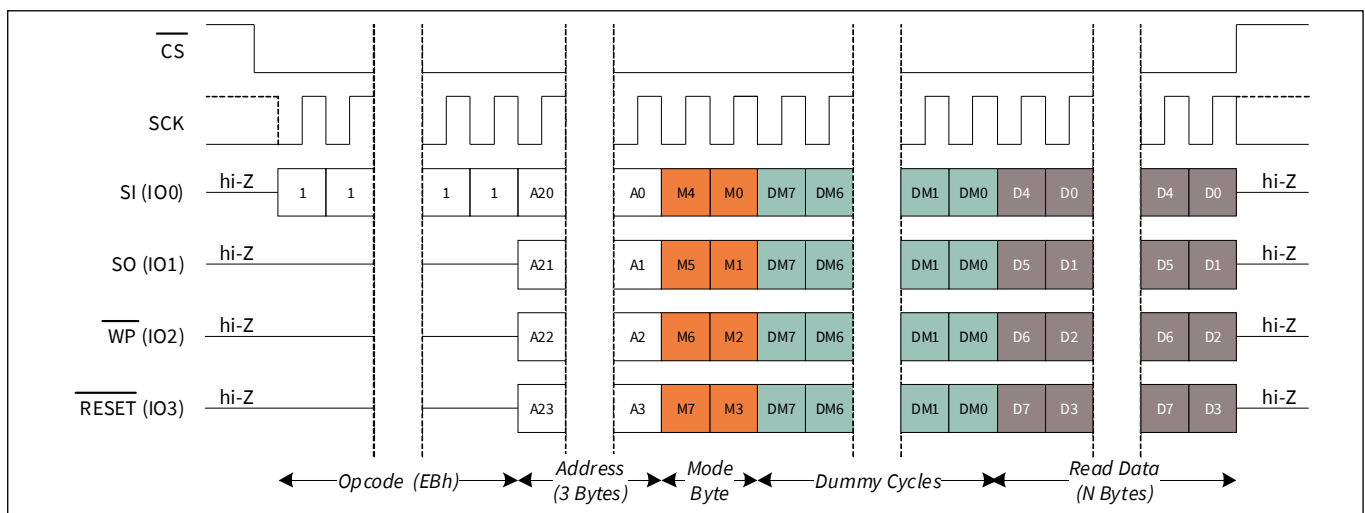 CS
SCK
SI (IO0) hi-Z 1 1 1 1 A20 A0 M4 M0 DM7 DM6 DM1 DM0 D4 D0 D4 D0 hi-Z
SO (IO1) hi-Z A21 A1 M5 M1 DM7 DM6 DM1 DM0 D5 D1 D5 D1 hi-Z
WP (IO2) hi-Z A22 A2 M6 M2 DM7 DM6 DM1 DM0 D6 D2 D6 D2 hi-Z
RESET (IO3) hi-Z A23 A3 M7 M3 DM7 DM6 DM1 DM0 D7 D3 D7 D3 hi-Z
Opcode (EBh) Address Mode Dummy Cycles Read Data
(3 Bytes) Byte (N Bytes)